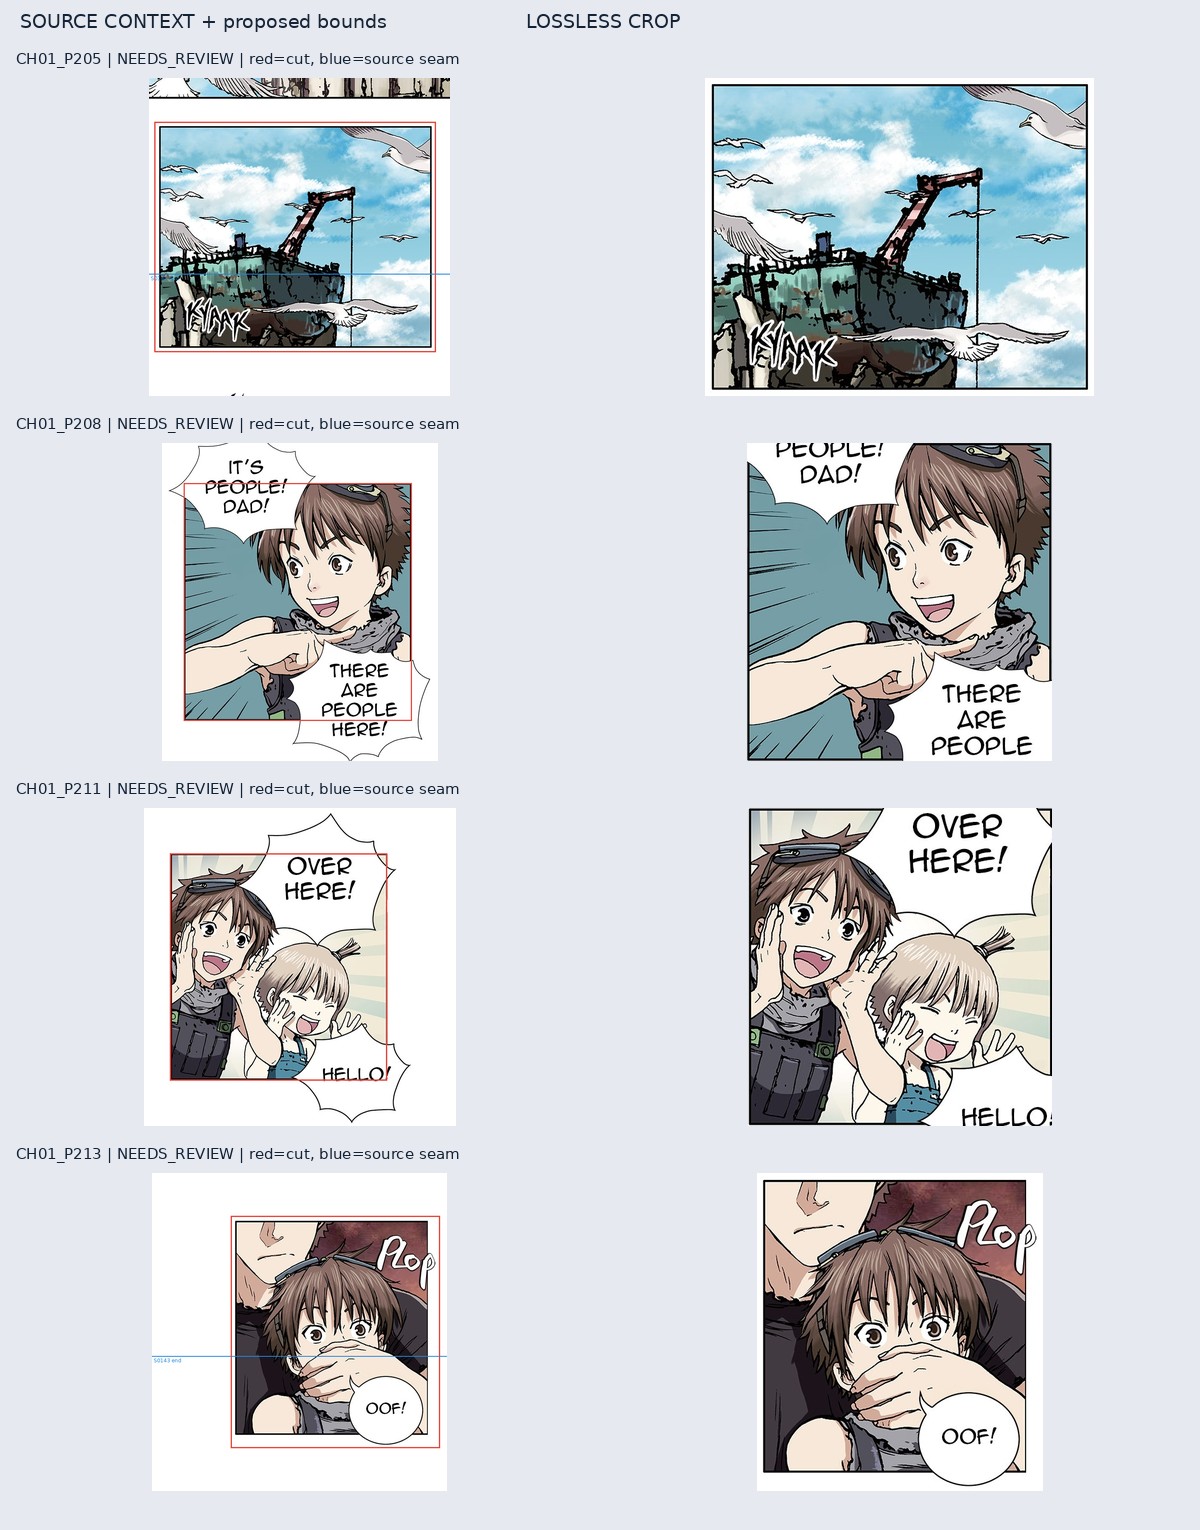 SOURCE CONTEXT + proposed bounds
LOSSLESS CROP
CH01_P205 | NEEDS_REVIEW | red=cut, blue=source seam
KYAAK
KYAAK
CH01_P208 | NEEDS_REVIEW | red=cut, blue=source seam
IT'S
PEOPLE!
DAD!
THERE
ARE
PEOPLE
HERE!
PEOPLE!
DAD!
THERE
ARE
PEOPLE
CH01_P211 | NEEDS_REVIEW | red=cut, blue=source seam
OVER
HERE!
HELLO!
OVER
HERE!
HELLO!
CH01_P213 | NEEDS_REVIEW | red=cut, blue=source seam
PLOP
S0143 end
OOF!
PLOP
OOF!